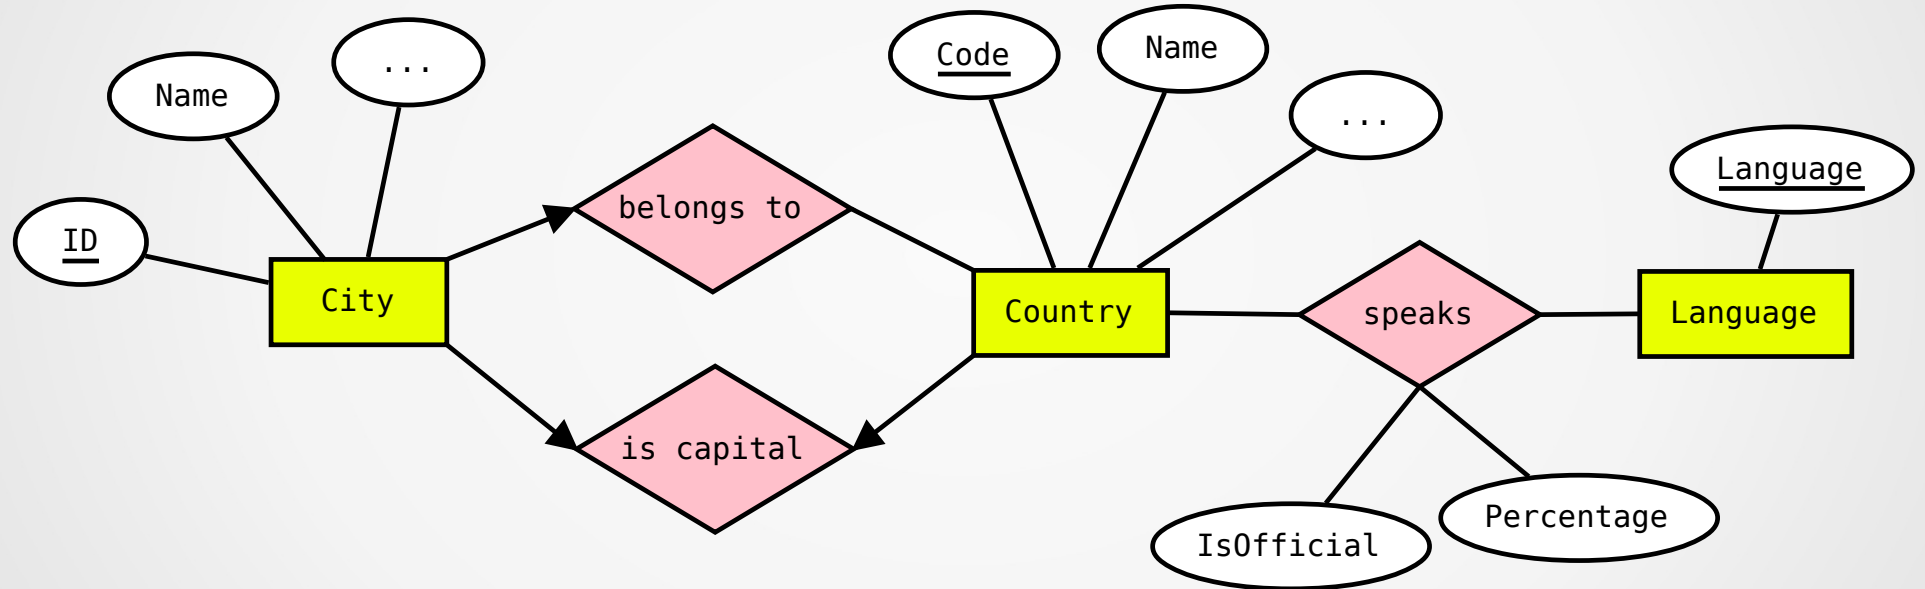 Name
...
Code
Name
...
Language
ID
belongs to
City
Country
speaks
Language
is capital
IsOfficial
Percentage